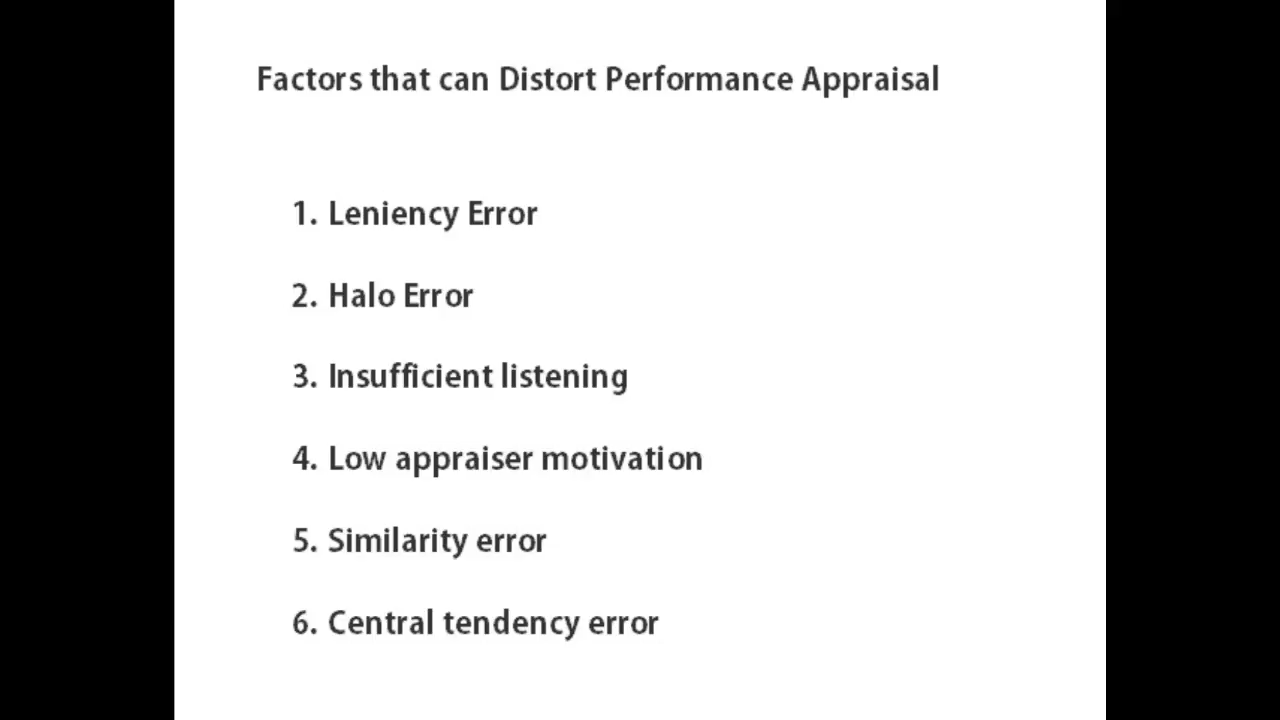 Factors that can Distort Performance Appraisal
1. Leniency Error
2. Halo Error
3. Insufficient listening
4. Low appraiser motivation
5. Similarity error
6. Central tendency error